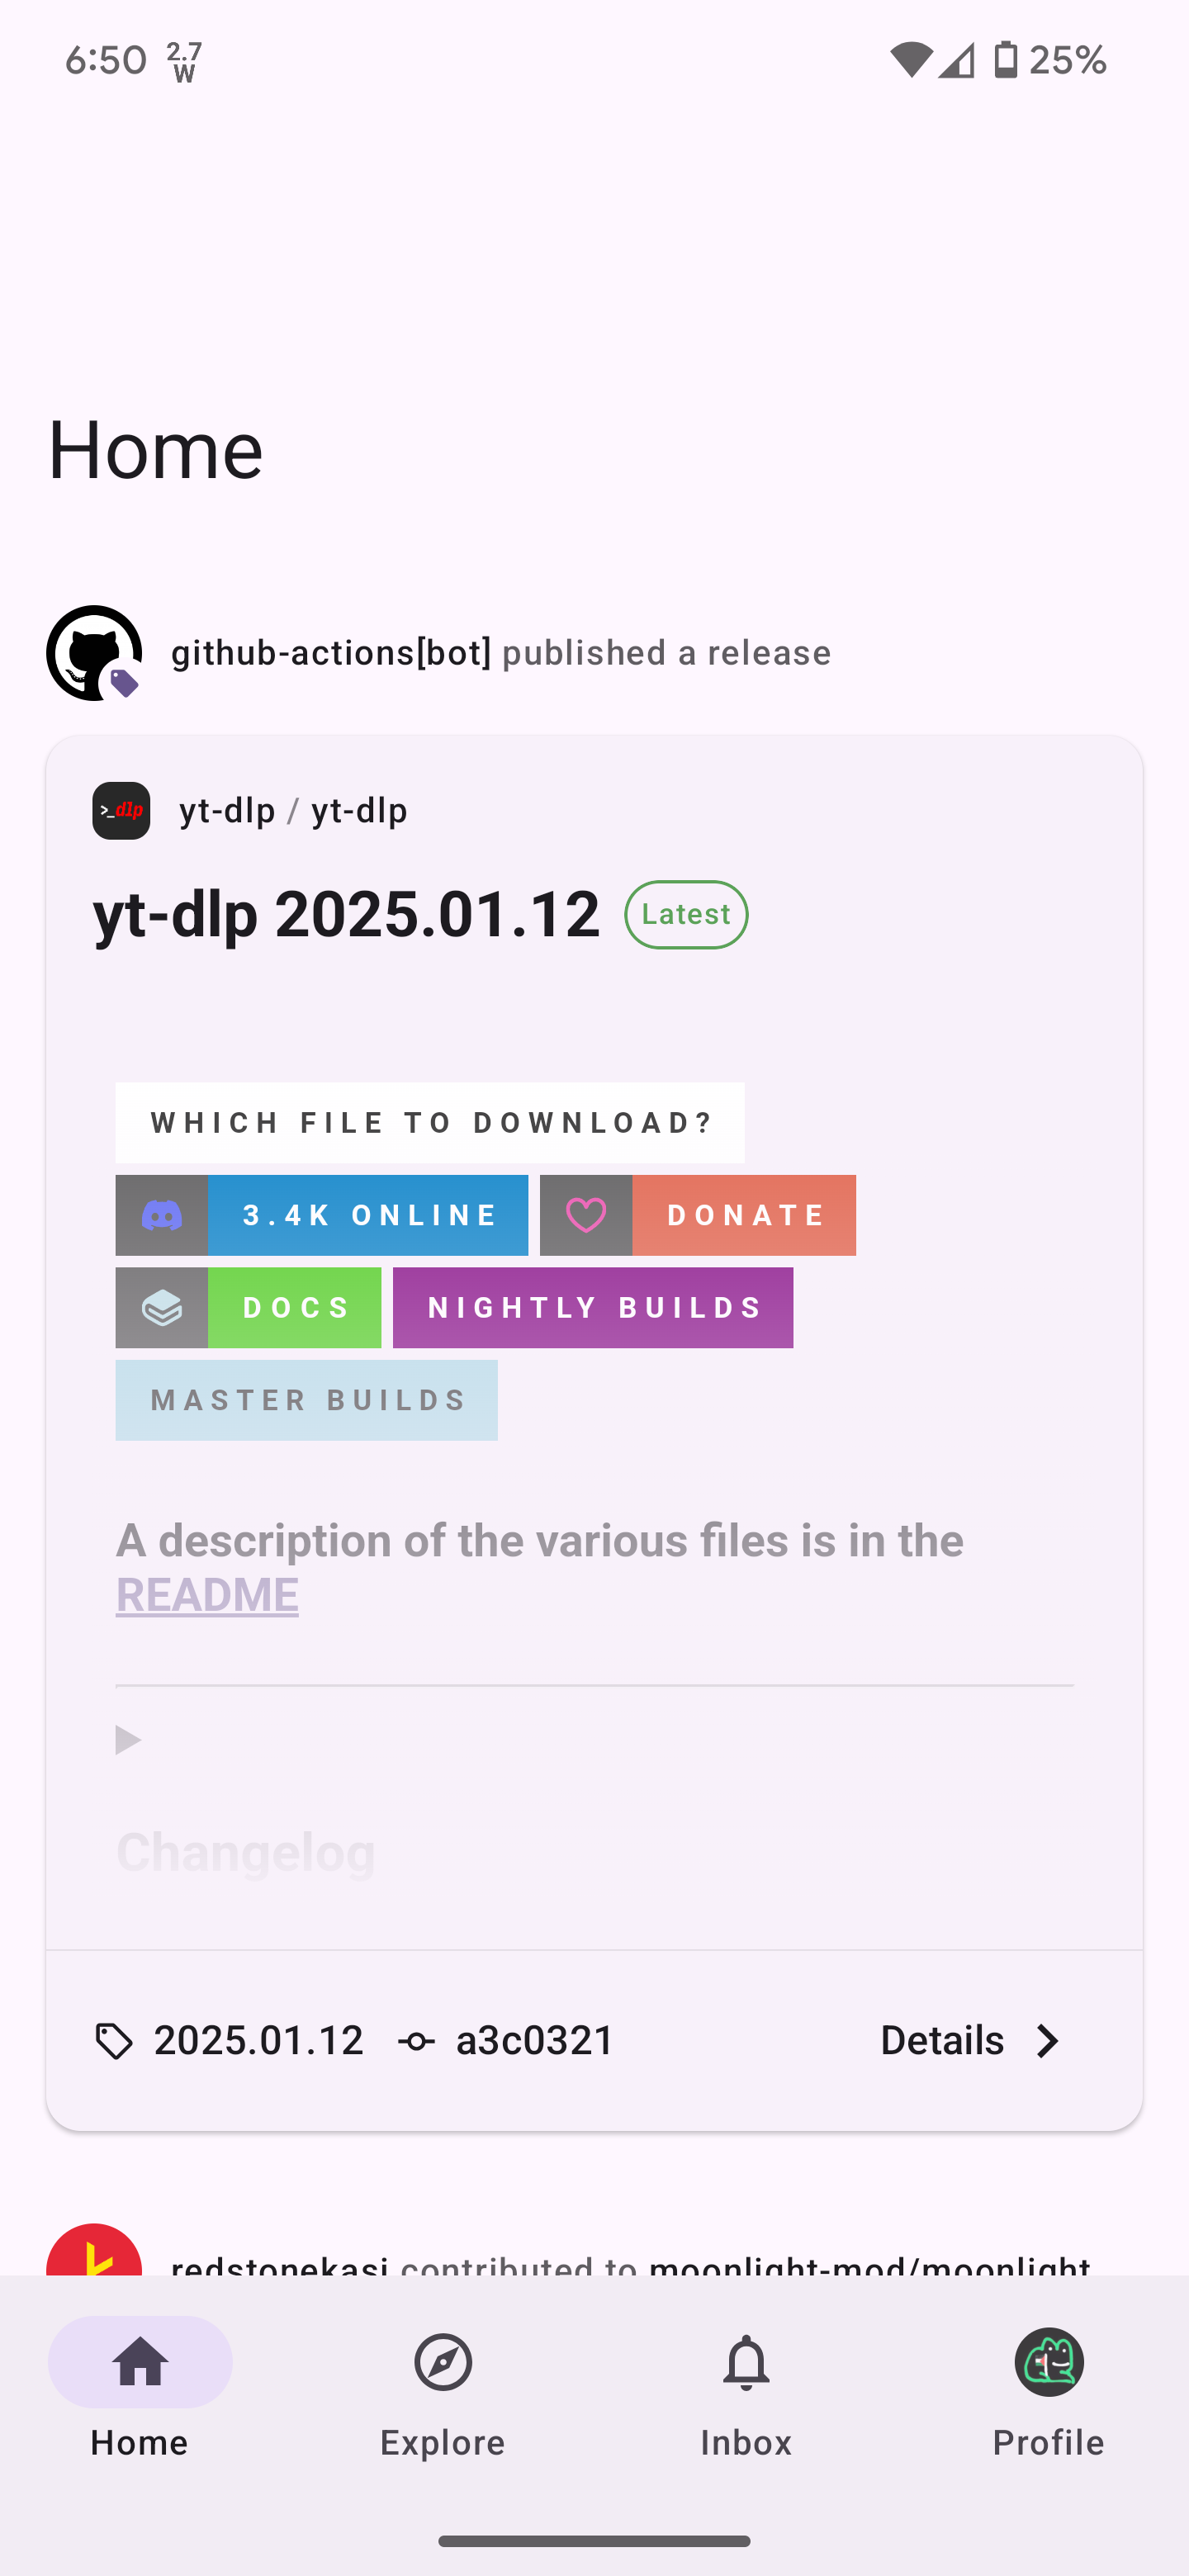 6:50 2.7 W 25%
Home
github-actions[bot] published a release
>_dlp yt-dlp / yt-dlp
yt-dlp 2025.01.12 Latest
WHICH FILE TO DOWNLOAD?
3.4K ONLINE DONATE
DOCS NIGHTLY BUILDS
MASTER BUILDS
A description of the various files is in the
README
Changelog
2025.01.12 a3c0321 Details
redstonekasi contributed to moonlight-mod/moonlight
Home Explore Inbox Profile